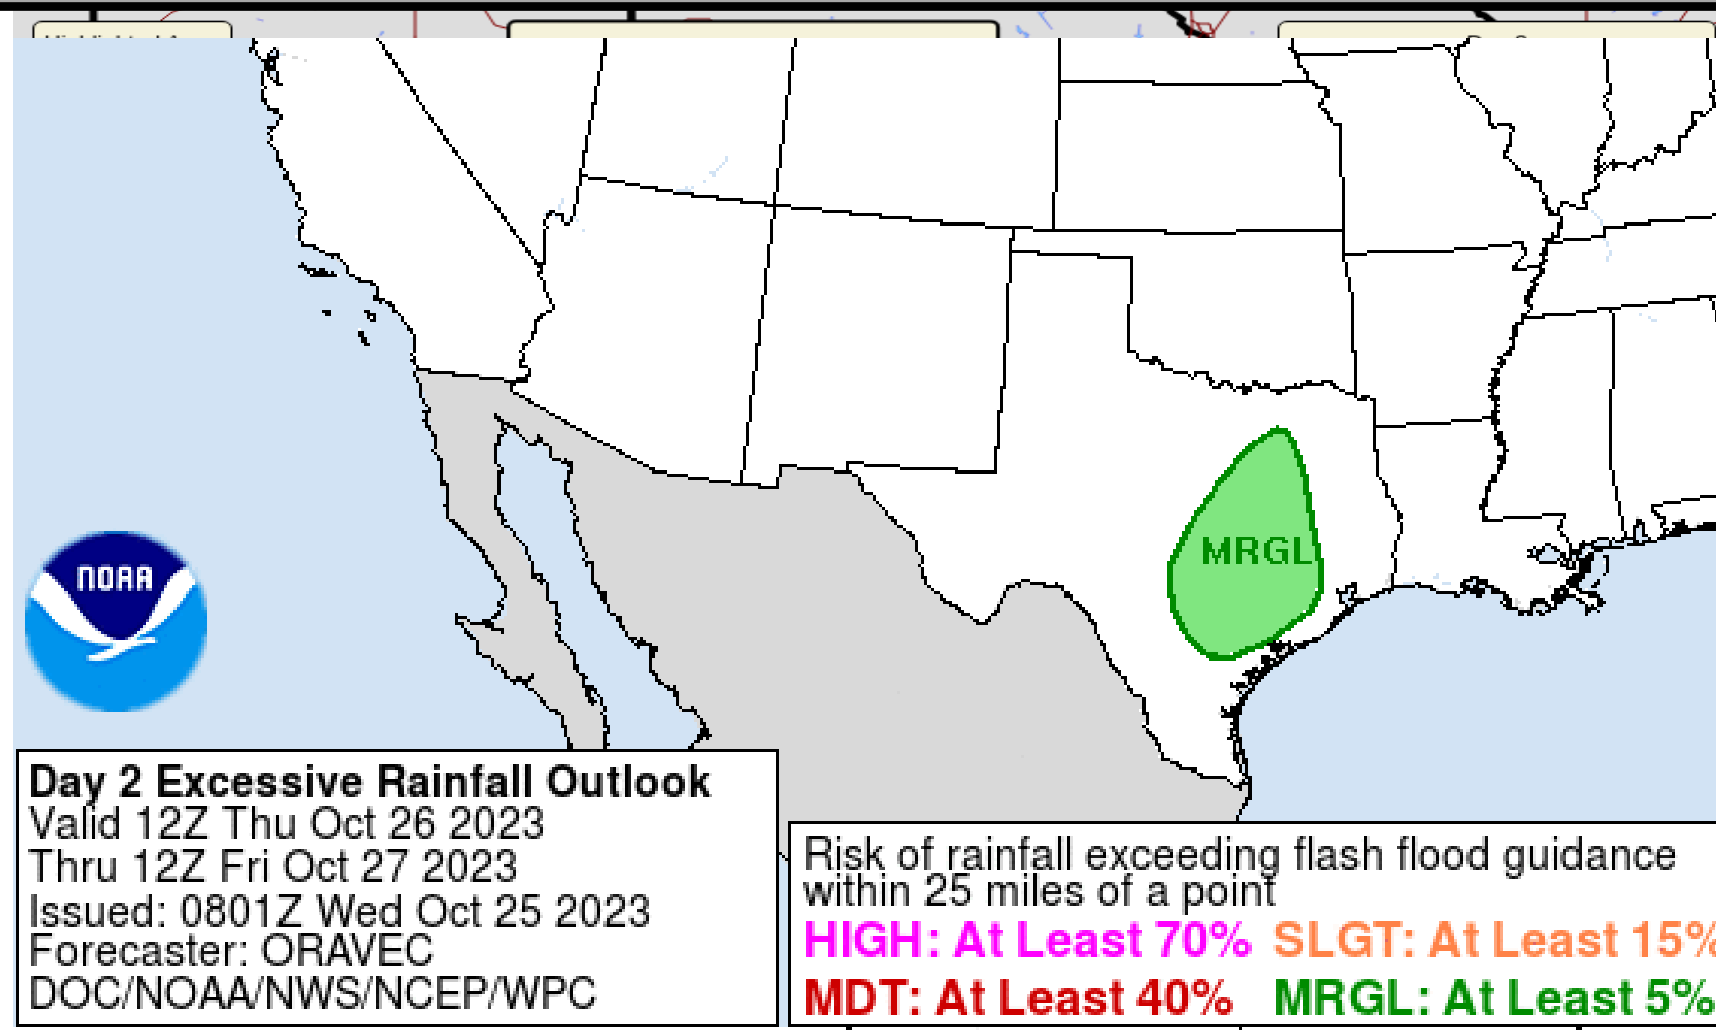 NOAA
MRGL
Day 2 Excessive Rainfall Outlook
Valid 12Z Thu Oct 26 2023
Thru 12Z Fri Oct 27 2023
Issued: 0801Z Wed Oct 25 2023
Forecaster: ORAVEC
DOC/NOAA/NWS/NCEP/WPC
Risk of rainfall exceeding flash flood guidance
within 25 miles of a point
HIGH: At Least 70% SLGT: At Least 15%
MDT: At Least 40% MRGL: At Least 5%